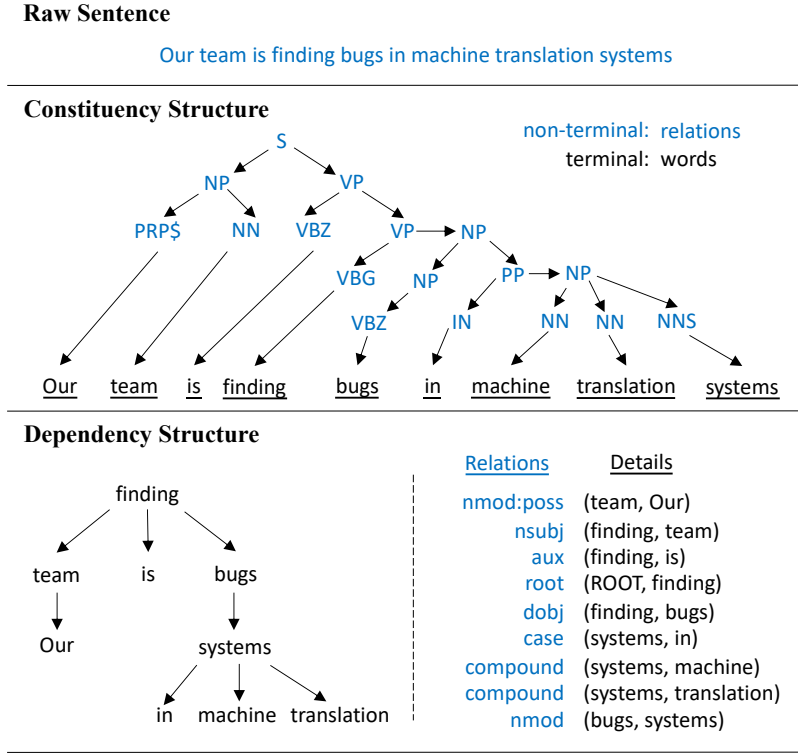 Raw Sentence
Our team is finding bugs in machine translation systems
Constituency Structure
non-terminal: relations
terminal: words
S
NP VP
PRP$ NN VBZ VP NP
VBG NP PP NP
VBZ IN NN NN NNS
Our team is finding bugs in machine translation systems
Dependency Structure
finding
team is bugs
Our systems
in machine translation
Relations Details
nmod:poss (team, Our)
nsubj (finding, team)
aux (finding, is)
root (ROOT, finding)
dobj (finding, bugs)
case (systems, in)
compound (systems, machine)
compound (systems, translation)
nmod (bugs, systems)